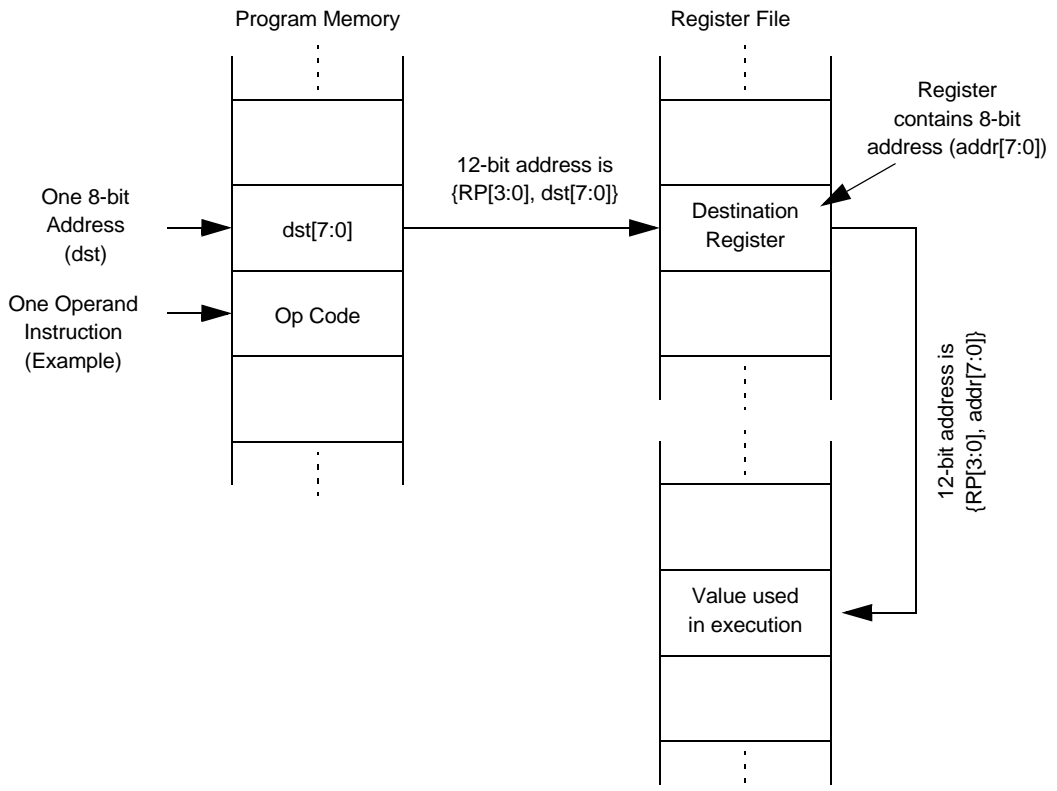 Program Memory
Register File
Register
contains 8-bit
address (addr[7:0])
12-bit address is
{RP[3:0], dst[7:0]}
One 8-bit
Address
(dst)
dst[7:0]
Destination
Register
One Operand
Instruction
(Example)
Op Code
12-bit address is
{RP[3:0], addr[7:0]}
Value used
in execution